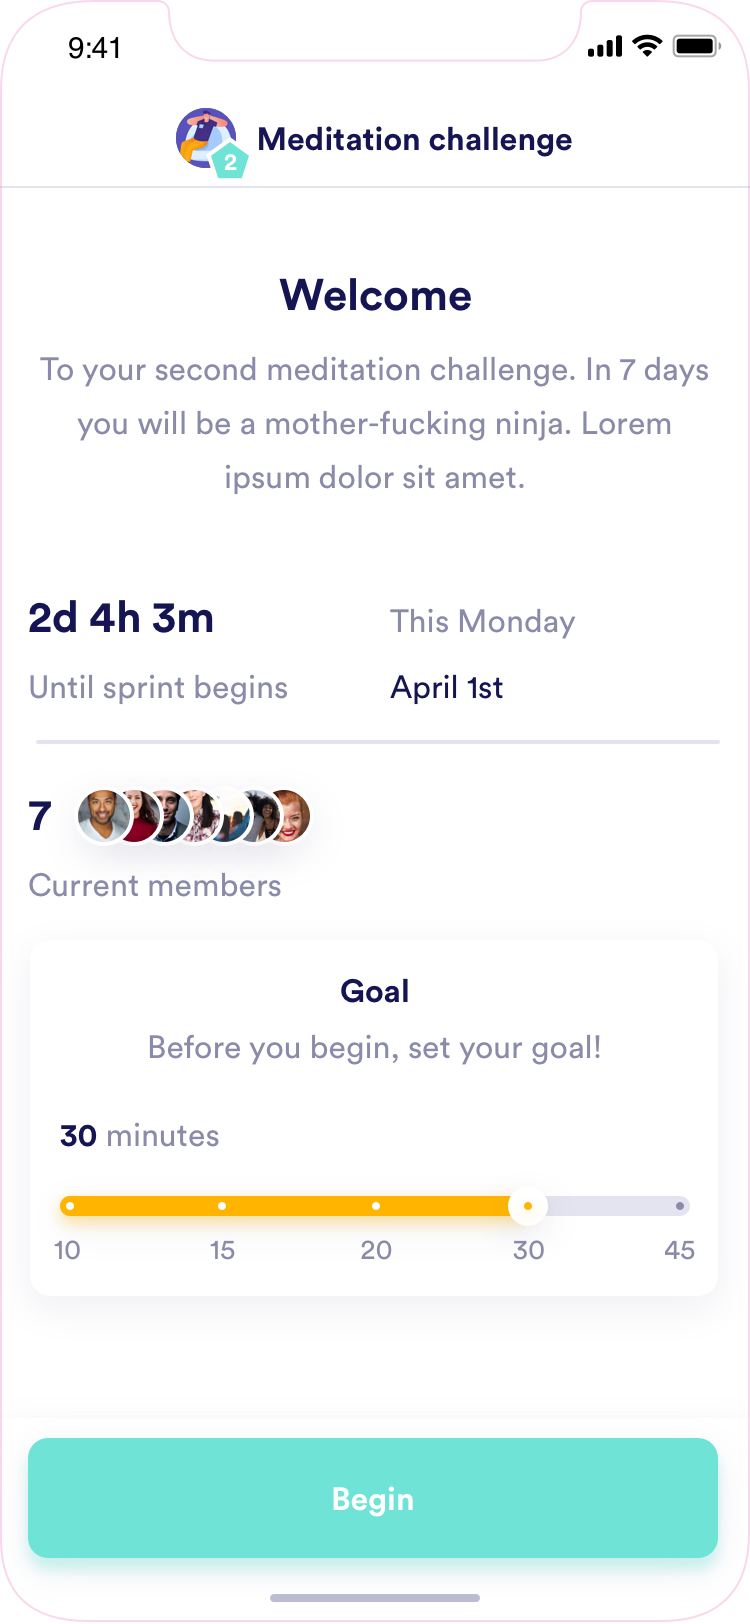 9:41
2
Meditation challenge
Welcome
To your second meditation challenge. In 7 days
you will be a mother-fucking ninja. Lorem
ipsum dolor sit amet.
2d 4h 3m
This Monday
Until sprint begins
April 1st
7
Current members
Goal
Before you begin, set your goal!
30 minutes
10 15 20 30 45
Begin